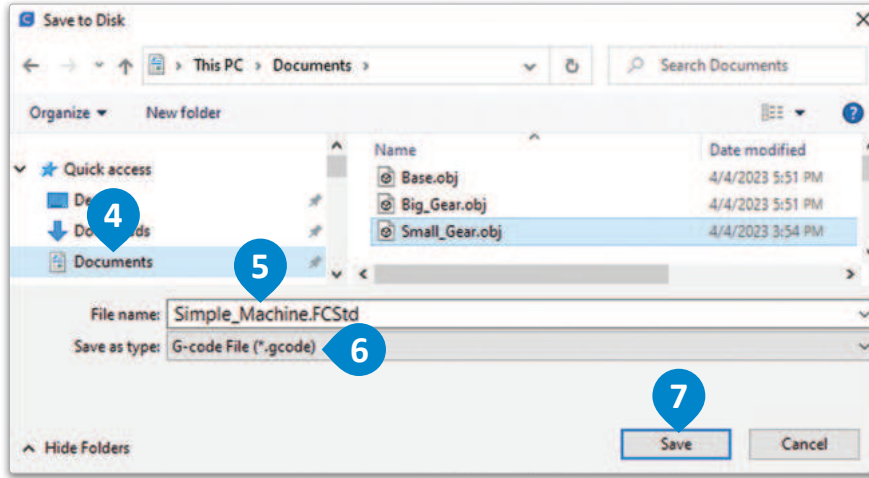 Save to Disk
This PC > Documents >
Search Documents
Organize
New folder
Name
Date modified
Quick access
Base.obj
4/4/2023 5:51 PM
4
Big_Gear.obj
4/4/2023 5:51 PM
Small_Gear.obj
4/4/2023 3:54 PM
Documents
5
File name: Simple_Machine.FCStd
Save as type: G-code File (*.gcode)
6
7
Hide Folders
Save
Cancel